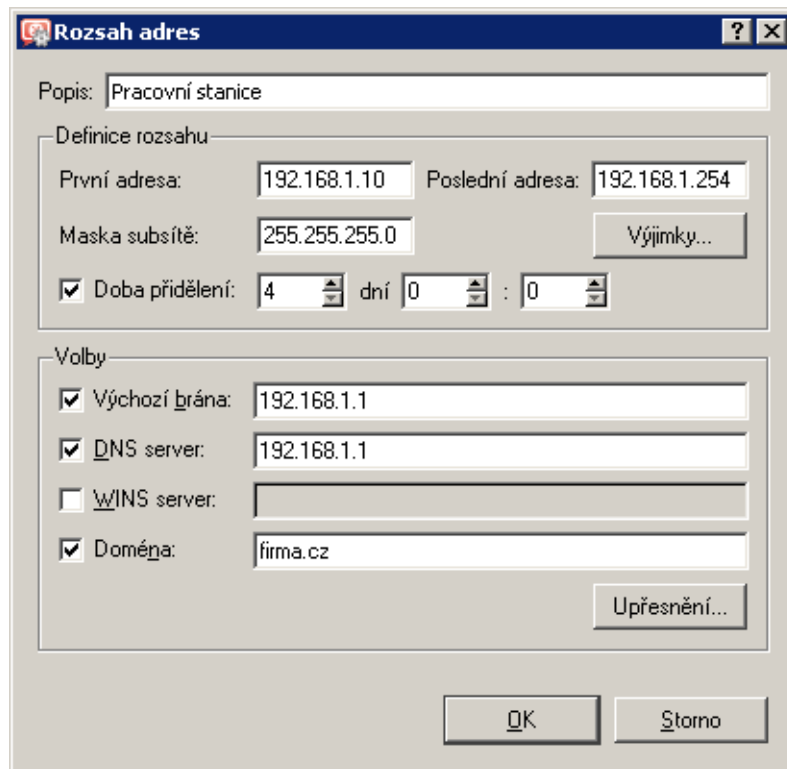 Rozsah adres
Popis: Pracovní stanice
Definice rozsahu
První adresa: 192.168.1.10 Poslední adresa: 192.168.1.254
Maska subsítě: 255.255.255.0 Výjimky...
Doba přidělení: 4 dní 0 : 0
Volby
Výchozí brána: 192.168.1.1
DNS server: 192.168.1.1
WINS server:
Doména: firma.cz
Upřesnění...
OK Storno